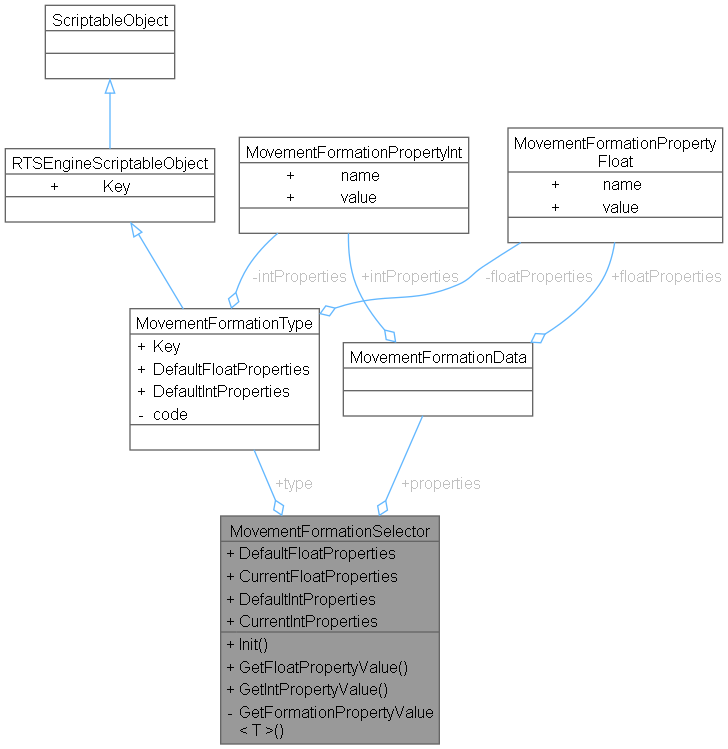 ScriptableObject
RTSEngineScriptableObject
+ Key
MovementFormationPropertyInt
+ name
+ value
MovementFormationProperty
Float
+ name
+ value
-intProperties
+intProperties
-floatProperties
+floatProperties
MovementFormationType
+ Key
+ DefaultFloatProperties
+ DefaultIntProperties
- code
MovementFormationData
+type
+properties
MovementFormationSelector
+ DefaultFloatProperties
+ CurrentFloatProperties
+ DefaultIntProperties
+ CurrentIntProperties
+ Init()
+ GetFloatPropertyValue()
+ GetIntPropertyValue()
- GetFormationPropertyValue
< T >()